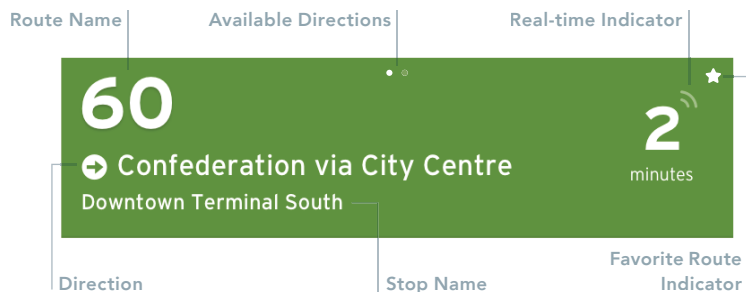 Route Name
Available Directions
Real-time Indicator
60
2
minutes
Confederation via City Centre
Downtown Terminal South
Direction
Stop Name
Favorite Route
Indicator